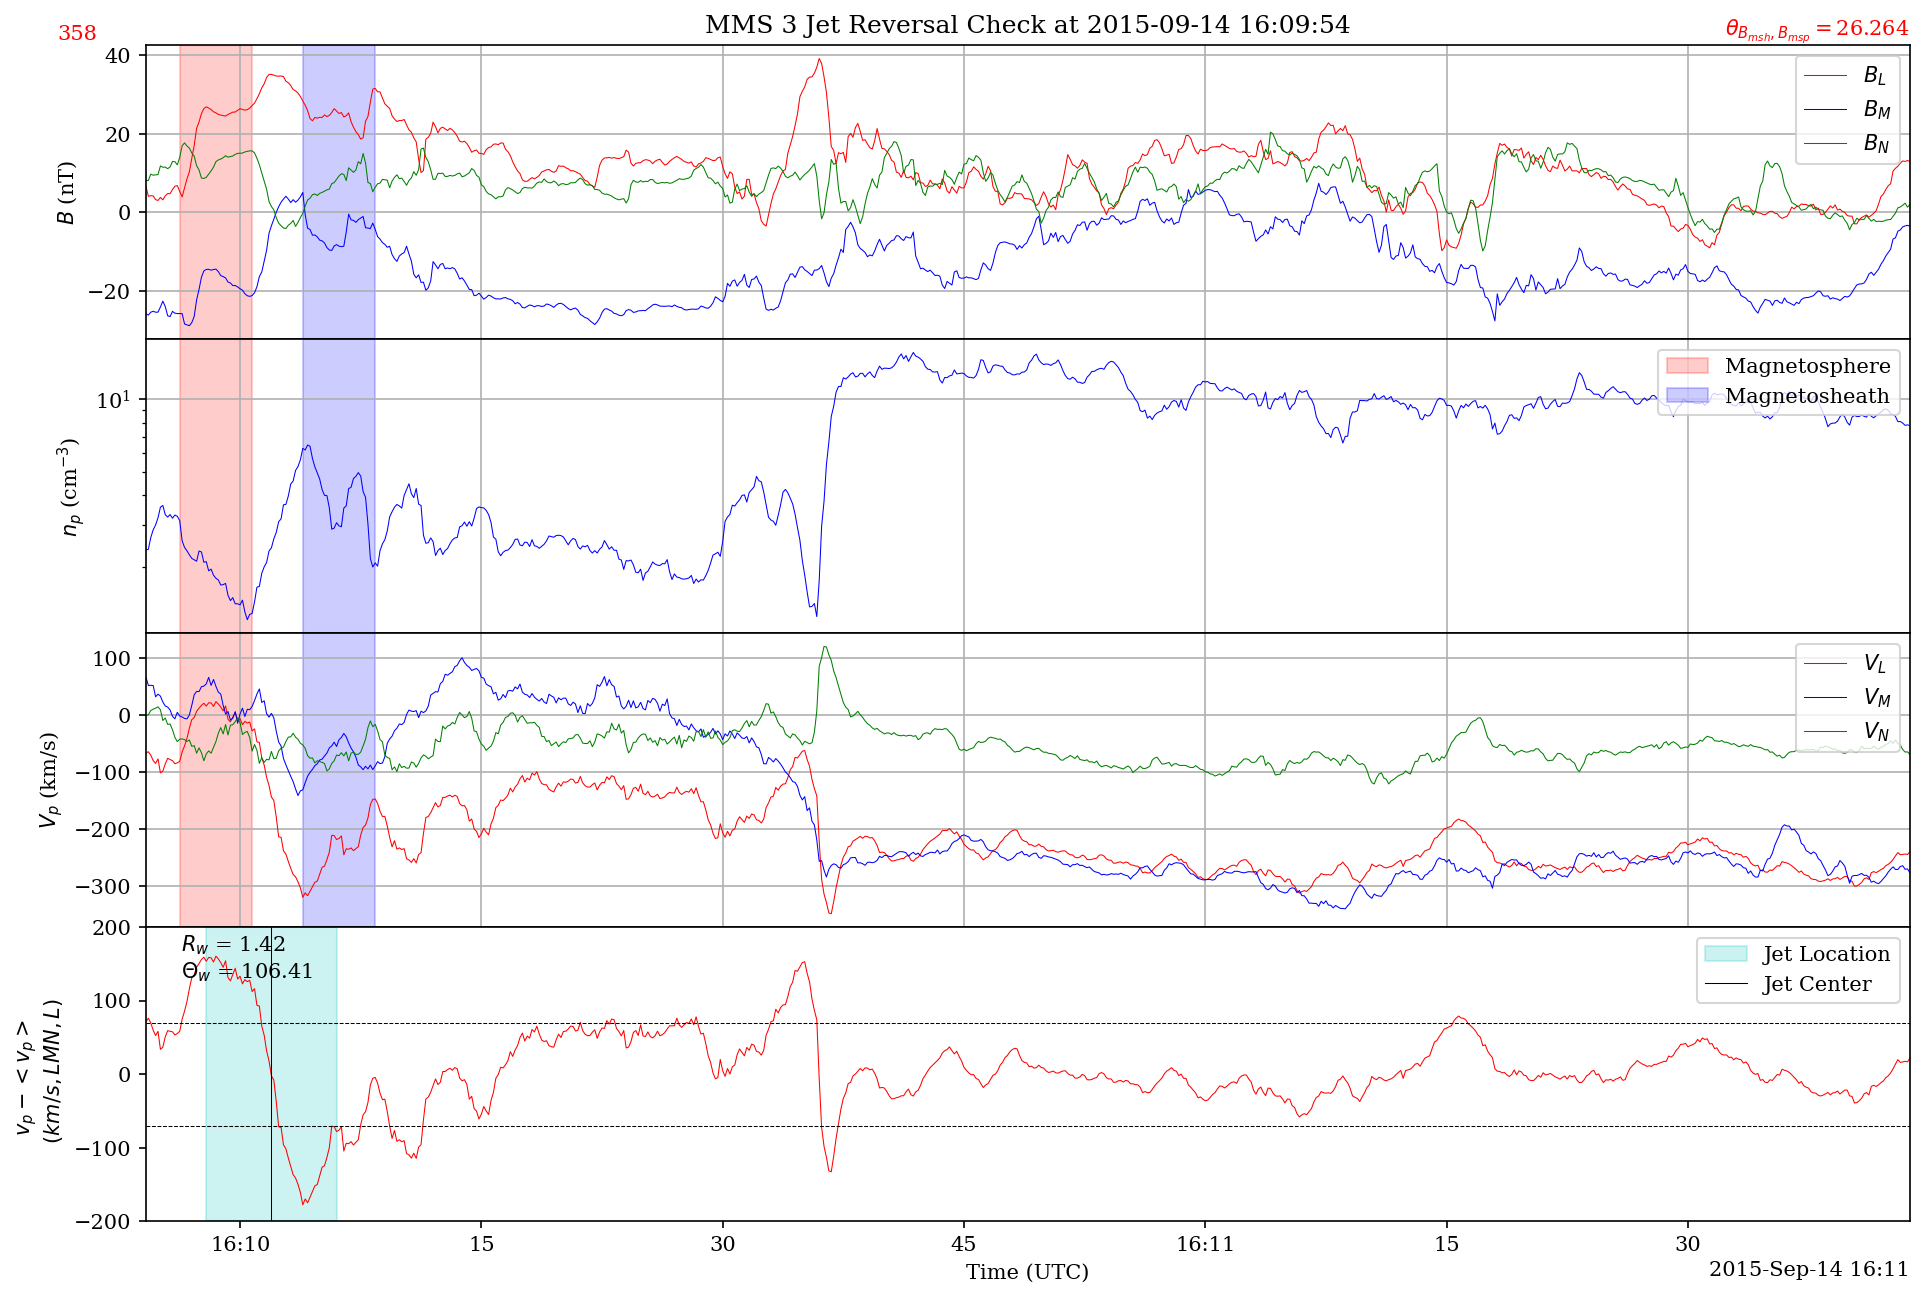 358
MMS 3 Jet Reversal Check at 2015-09-14 16:09:54
θ_{B_{msh}, B_{msp}} = 26.264
40
20
0
−20
B (nT)
B_L
B_M
B_N
10^1
n_p (cm^{−3})
Magnetosphere
Magnetosheath
100
0
−100
−200
−300
V_p (km/s)
V_L
V_M
V_N
200
100
0
−100
−200
v_p − < v_p >
(km/s, LMN, L)
R_w = 1.42
Θ_w = 106.41
Jet Location
Jet Center
16:10
15
30
45
16:11
15
30
Time (UTC)
2015-Sep-14 16:11